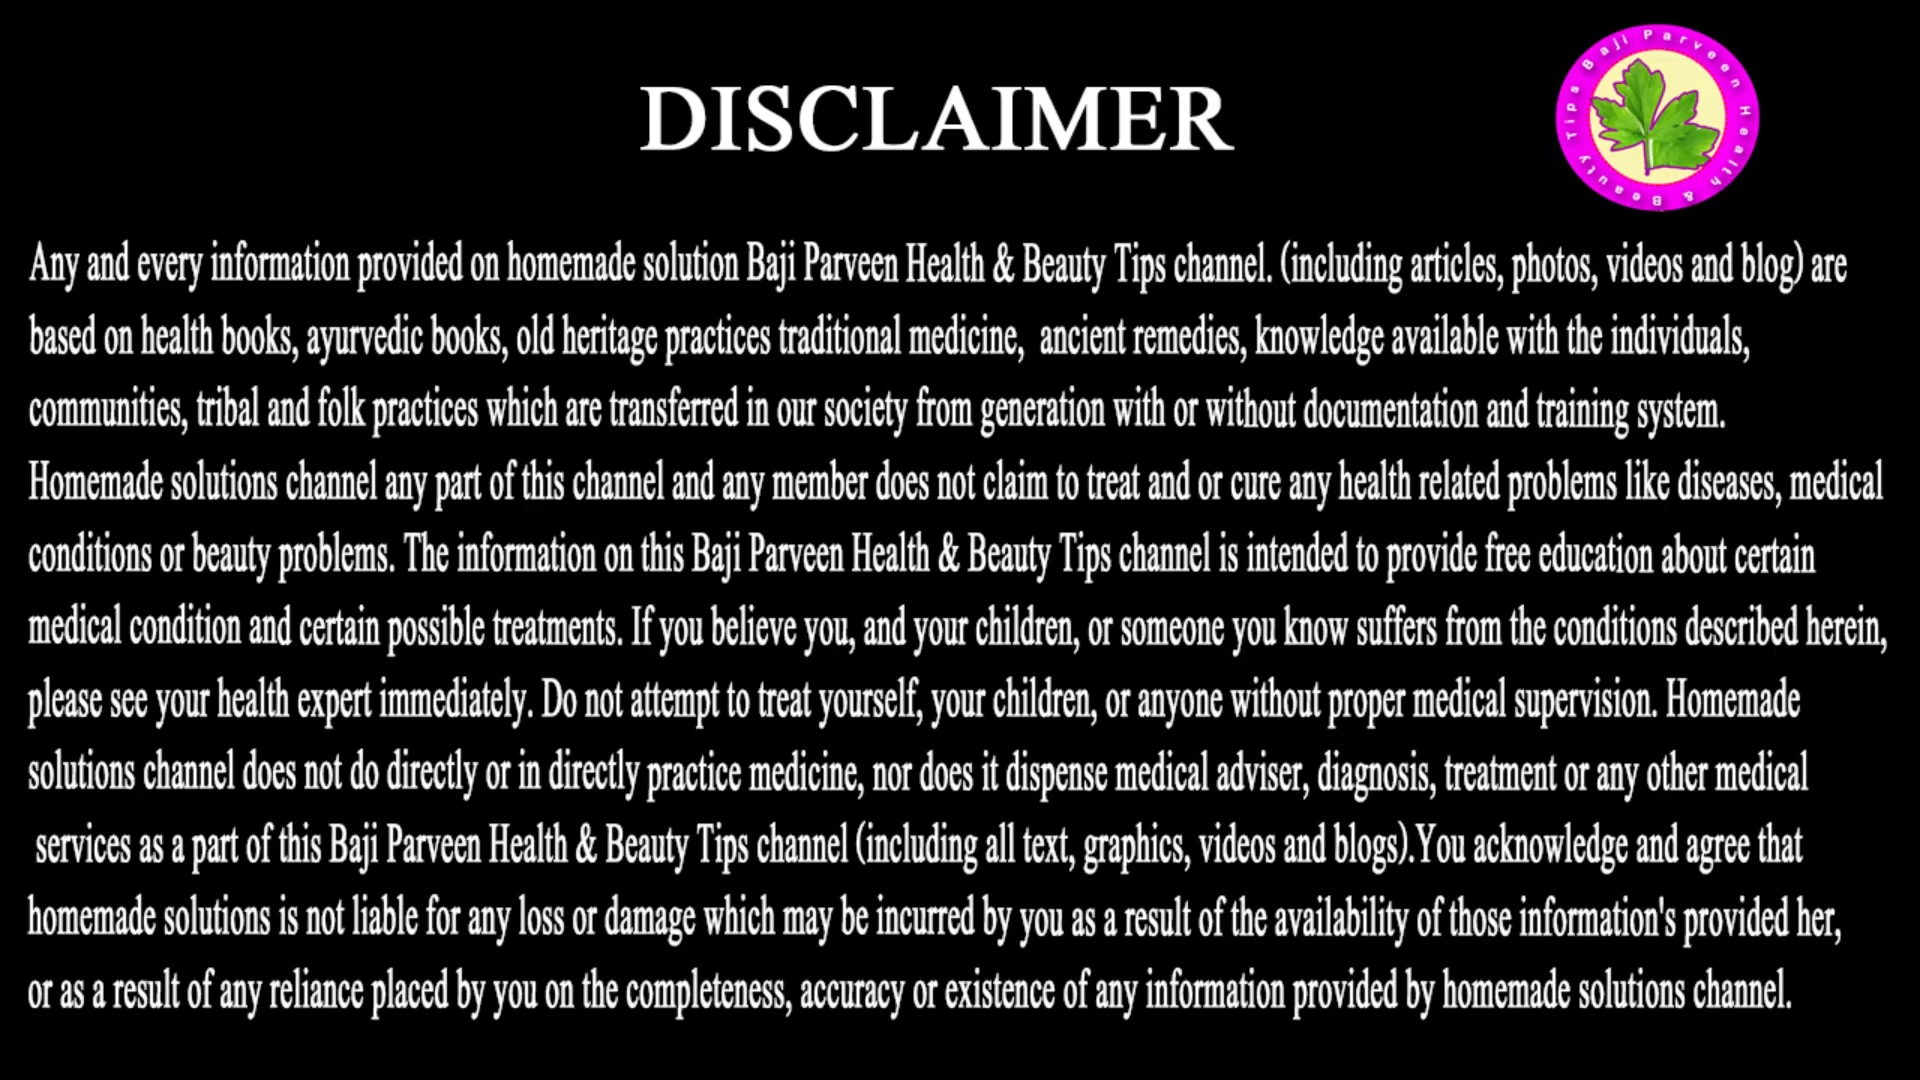 DISCLAIMER
Baji Parveen Health & Beauty Tips
Any and every information provided on homemade solution Baji Parveen Health & Beauty Tips channel. (including articles, photos, videos and blog) are
based on health books, ayurvedic books, old heritage practices traditional medicine,  ancient remedies, knowledge available with the individuals,
communities, tribal and folk practices which are transferred in our society from generation with or without documentation and training system.
Homemade solutions channel any part of this channel and any member does not claim to treat and or cure any health related problems like diseases, medical
conditions or beauty problems. The information on this Baji Parveen Health & Beauty Tips channel is intended to provide free education about certain
medical condition and certain possible treatments. If you believe you, and your children, or someone you know suffers from the conditions described herein,
please see your health expert immediately. Do not attempt to treat yourself, your children, or anyone without proper medical supervision. Homemade
solutions channel does not do directly or in directly practice medicine, nor does it dispense medical adviser, diagnosis, treatment or any other medical
services as a part of this Baji Parveen Health & Beauty Tips channel (including all text, graphics, videos and blogs).You acknowledge and agree that
homemade solutions is not liable for any loss or damage which may be incurred by you as a result of the availability of those information's provided her,
or as a result of any reliance placed by you on the completeness, accuracy or existence of any information provided by homemade solutions channel.